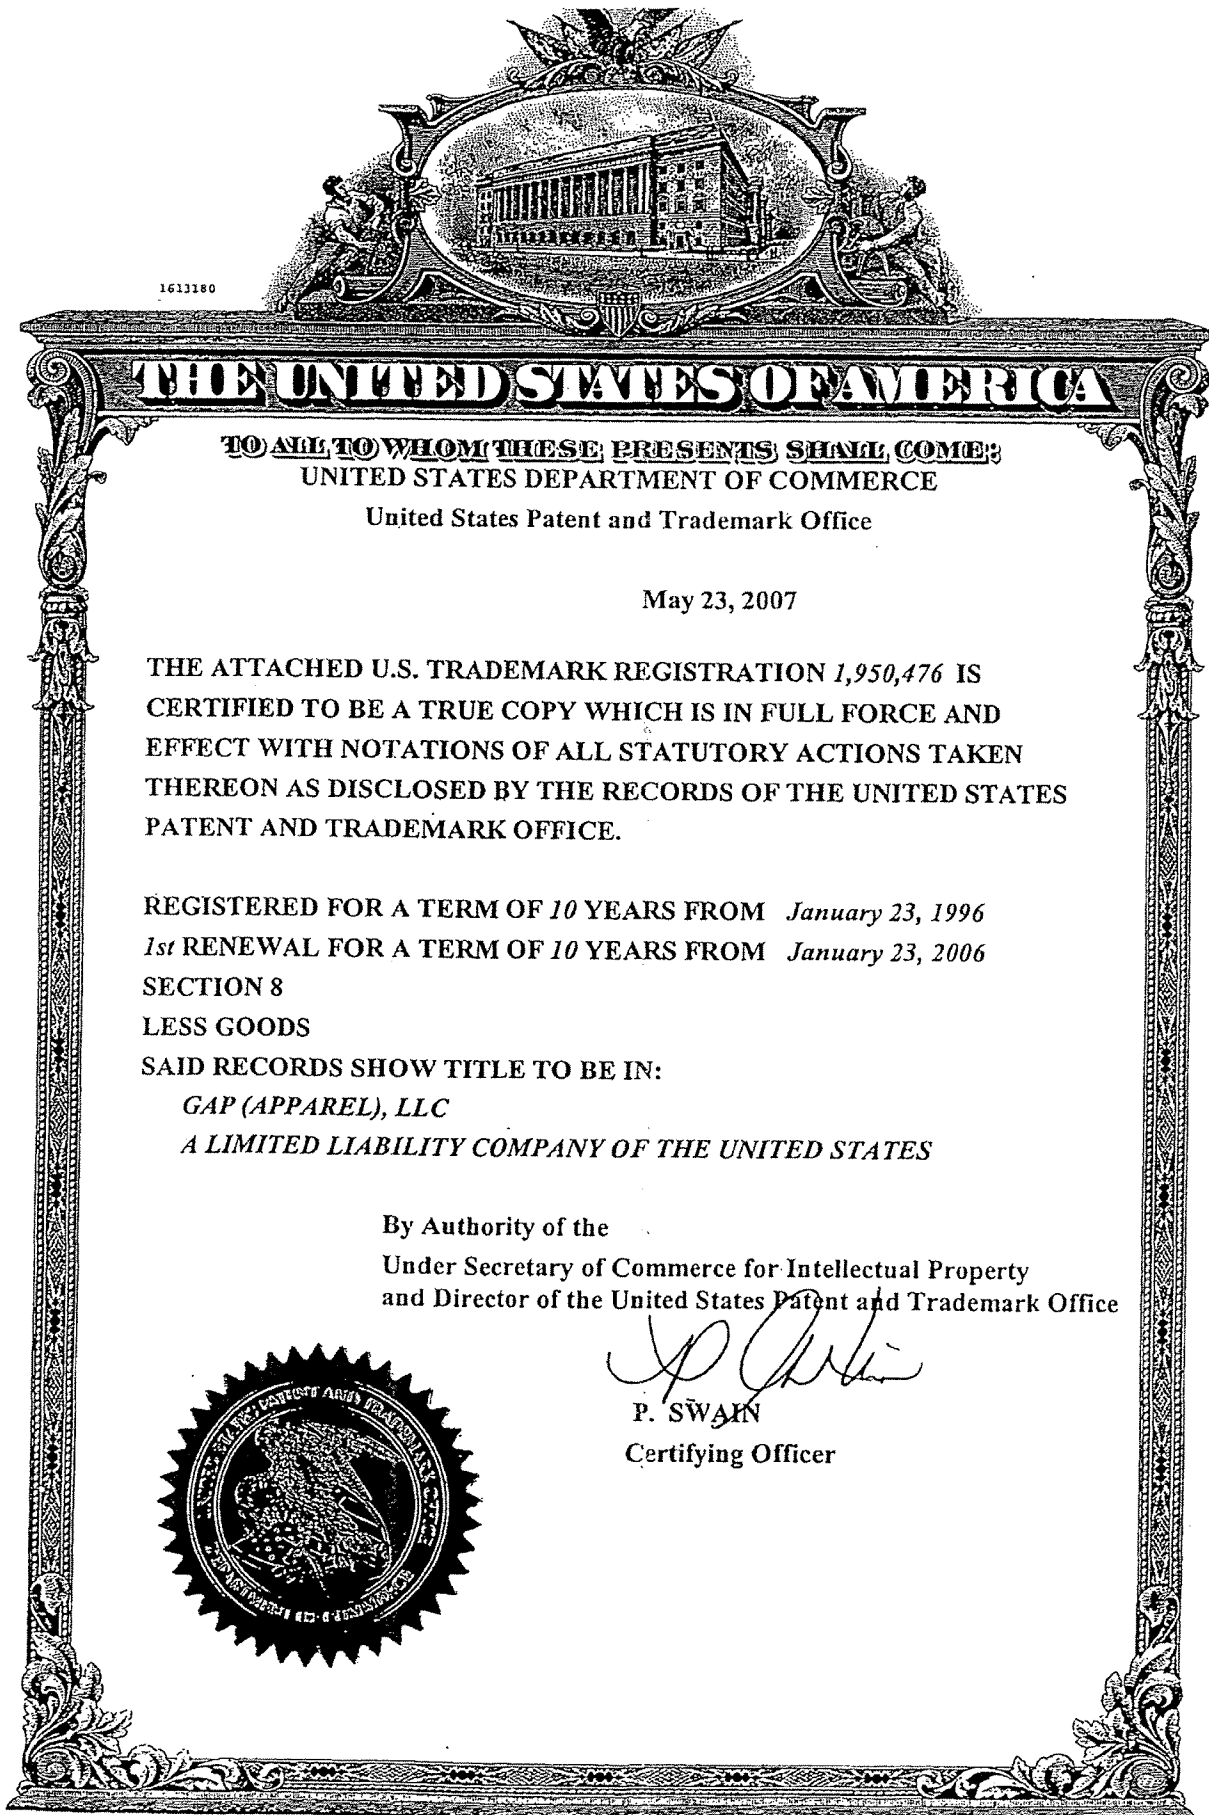 1613180
THE UNITED STATES OF AMERICA
TO ALL TO WHOM THESE PRESENTS SHALL COME:
UNITED STATES DEPARTMENT OF COMMERCE
United States Patent and Trademark Office
May 23, 2007
THE ATTACHED U.S. TRADEMARK REGISTRATION 1,950,476 IS
CERTIFIED TO BE A TRUE COPY WHICH IS IN FULL FORCE AND
EFFECT WITH NOTATIONS OF ALL STATUTORY ACTIONS TAKEN
THEREON AS DISCLOSED BY THE RECORDS OF THE UNITED STATES
PATENT AND TRADEMARK OFFICE.
REGISTERED FOR A TERM OF 10 YEARS FROM January 23, 1996
1st RENEWAL FOR A TERM OF 10 YEARS FROM January 23, 2006
SECTION 8
LESS GOODS
SAID RECORDS SHOW TITLE TO BE IN:
GAP (APPAREL), LLC
A LIMITED LIABILITY COMPANY OF THE UNITED STATES
By Authority of the
Under Secretary of Commerce for Intellectual Property
and Director of the United States Patent and Trademark Office
P. SWAIN
Certifying Officer
PATENT AND TRADEMARK